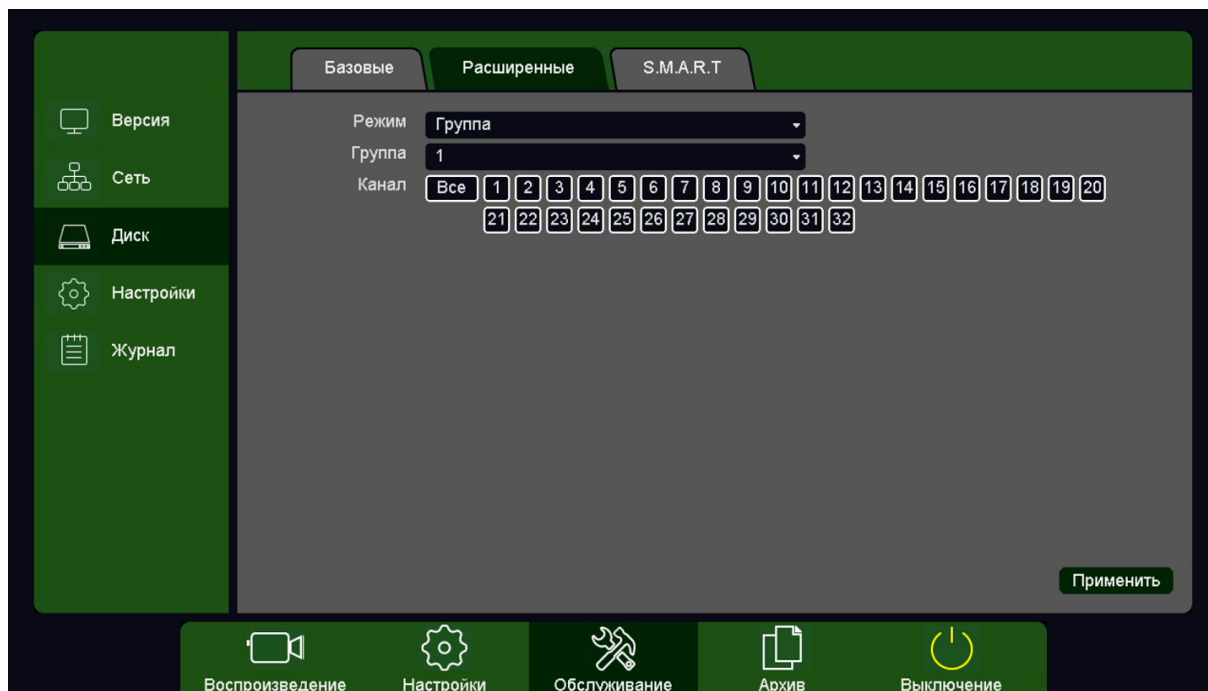 Базовые Расширенные S.M.A.R.T
Версия
Сеть
Диск
Настройки
Журнал
Режим Группа
Группа 1
Канал Все 1 2 3 4 5 6 7 8 9 10 11 12 13 14 15 16 17 18 19 20
21 22 23 24 25 26 27 28 29 30 31 32
Применить
Воспроизведение Настройки Обслуживание Архив Выключение